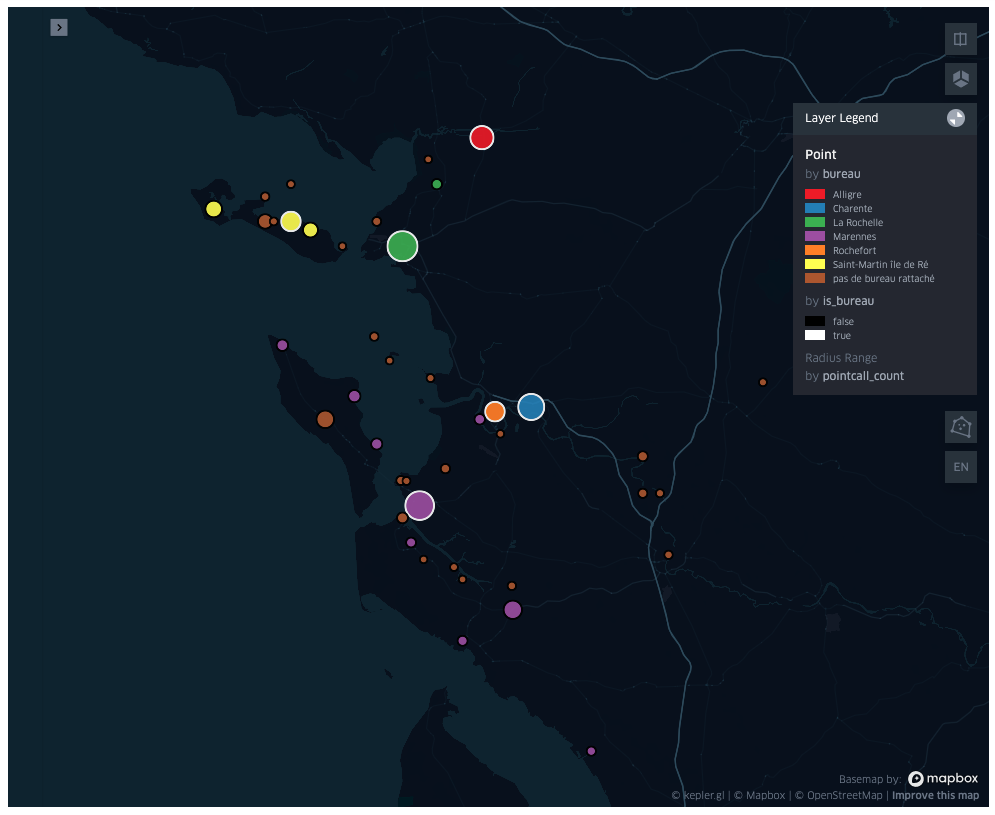 Layer Legend
Point
by bureau
Alligre
Charente
La Rochelle
Marennes
Rochefort
Saint-Martin île de Ré
pas de bureau rattaché
by is_bureau
false
true
Radius Range
by pointcall_count
EN
Basemap by: mapbox
© kepler.gl | © Mapbox | © OpenStreetMap | Improve this map